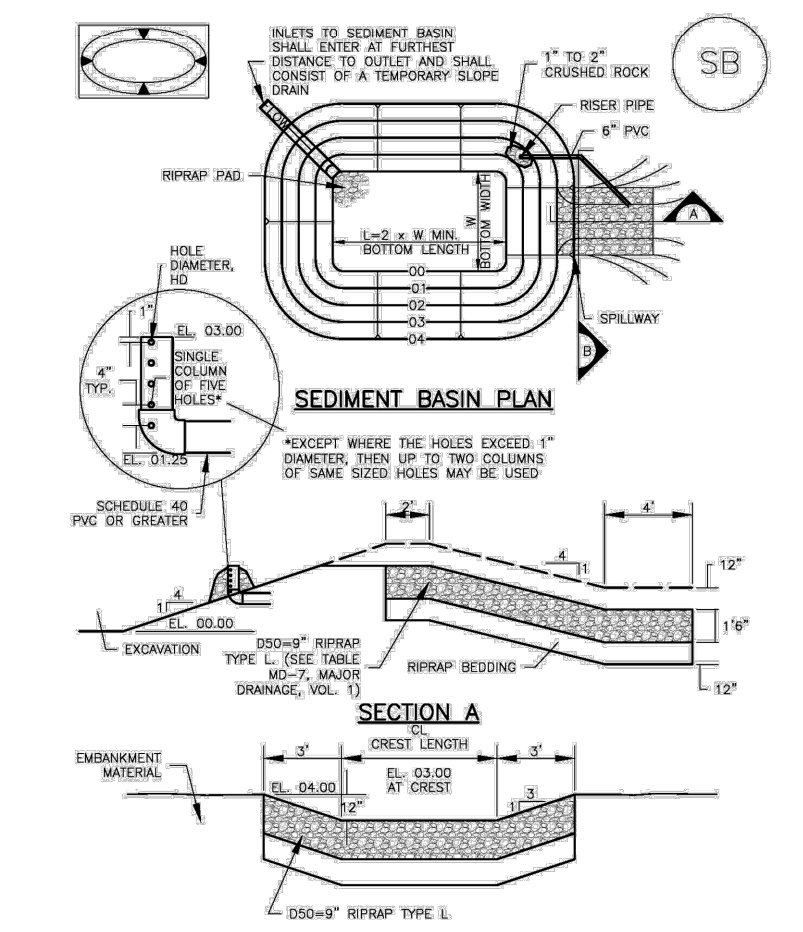 INLETS TO SEDIMENT BASIN
SHALL ENTER AT FURTHEST
DISTANCE TO OUTLET AND SHALL
CONSIST OF A TEMPORARY SLOPE
DRAIN
1" TO 2"
CRUSHED ROCK
SB
RISER PIPE
6" PVC
FLOW
RIPRAP PAD
A
L=2 x W MIN.
BOTTOM LENGTH
W
BOTTOM WIDTH
00
01
02
03
04
SPILLWAY
B
HOLE
DIAMETER,
HD
1"
EL. 03.00
4"
TYP.
SINGLE
COLUMN
OF FIVE
HOLES*
EL. 01.25
SEDIMENT BASIN PLAN
*EXCEPT WHERE THE HOLES EXCEED 1"
DIAMETER, THEN UP TO TWO COLUMNS
OF SAME SIZED HOLES MAY BE USED
SCHEDULE 40
PVC OR GREATER
2'
4'
4
1
12"
4
1
EL. 00.00
1'6"
EXCAVATION
D50=9" RIPRAP
TYPE L. (SEE TABLE
MD-7, MAJOR
DRAINAGE, VOL. 1)
RIPRAP BEDDING
12"
SECTION A
CL
CREST LENGTH
3'
3'
EMBANKMENT
MATERIAL
EL. 04.00
EL. 03.00
AT CREST
12"
3
1
D50=9" RIPRAP TYPE L